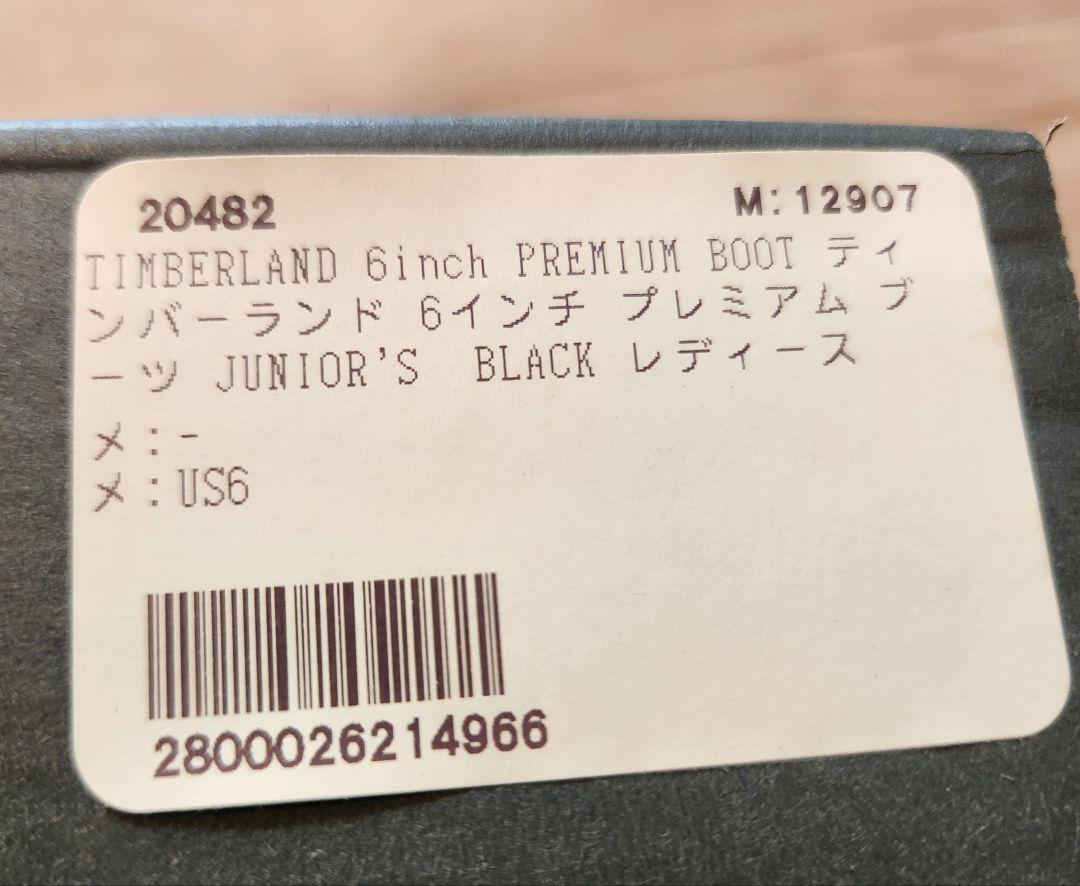 20482 M:12907
TIMBERLAND 6inch PREMIUM BOOT ティ
ンバーランド 6インチ プレミアム ブ
ーツ JUNIOR'S BLACK レディース
メ:-
メ:US6
2800026214966